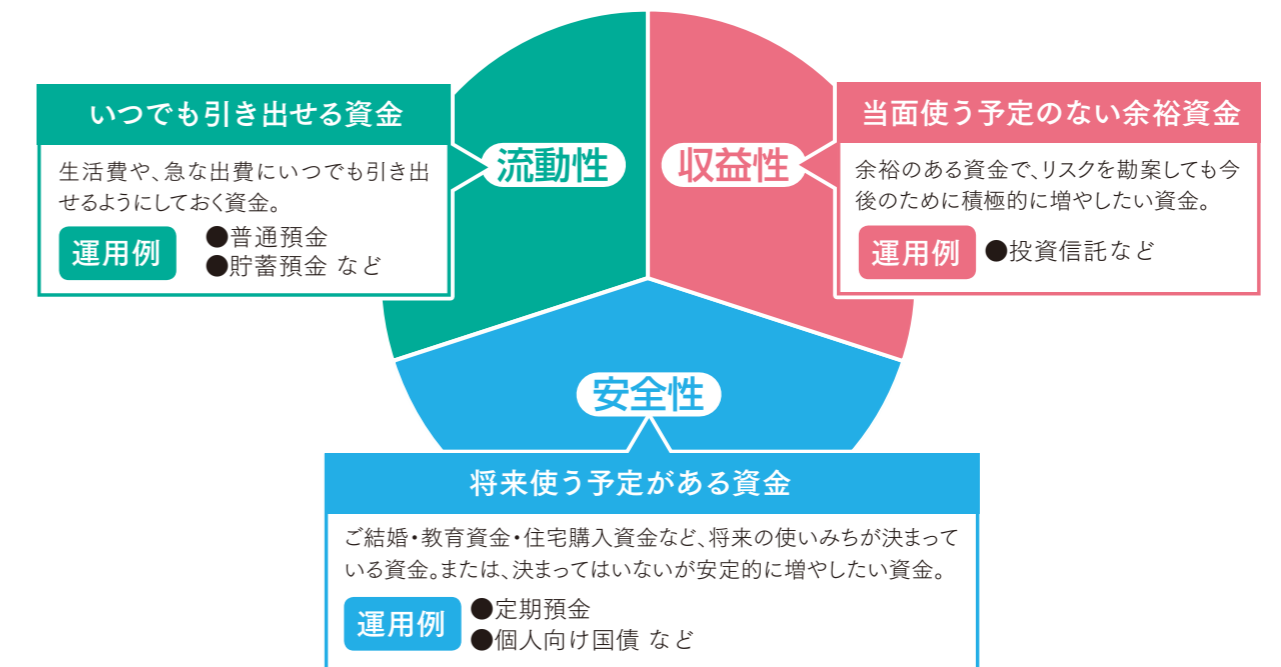 いつでも引き出せる資金
生活費や、急な出費にいつでも引き出
せるようにしておく資金。
運用例
●普通預金
●貯蓄預金 など
流動性
収益性
当面使う予定のない余裕資金
余裕のある資金で、リスクを勘案しても今
後のために積極的に増やしたい資金。
運用例
●投資信託など
安全性
将来使う予定がある資金
ご結婚・教育資金・住宅購入資金など、将来の使いみちが決まって
いる資金。または、決まってはいないが安定的に増やしたい資金。
運用例
●定期預金
●個人向け国債 など